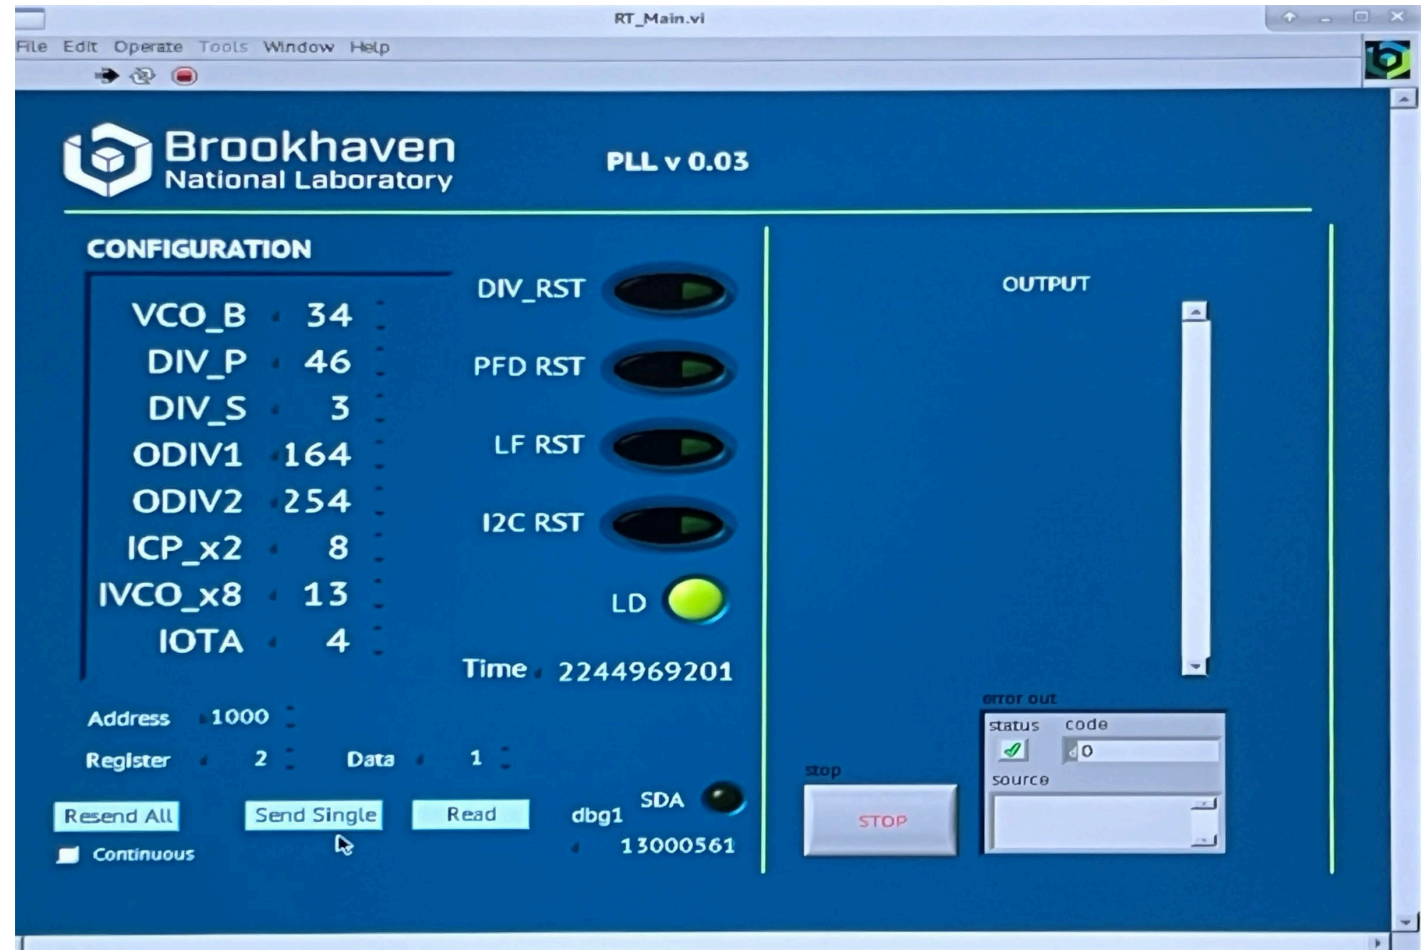 RT_Main.vi
File Edit Operate Tools Window Help
Brookhaven
National Laboratory
PLL v 0.03
CONFIGURATION
VCO_B 34
DIV_P 46
DIV_S 3
ODIV1 164
ODIV2 254
ICP_x2 8
IVCO_x8 13
IOTA 4
DIV_RST
PFD RST
LF RST
I2C RST
LD
Time 2244969201
Address 1000
Register 2 Data 1
Resend All Send Single Read
Continuous
dbg1 SDA
13000561
OUTPUT
stop
STOP
error out
status code
0
source